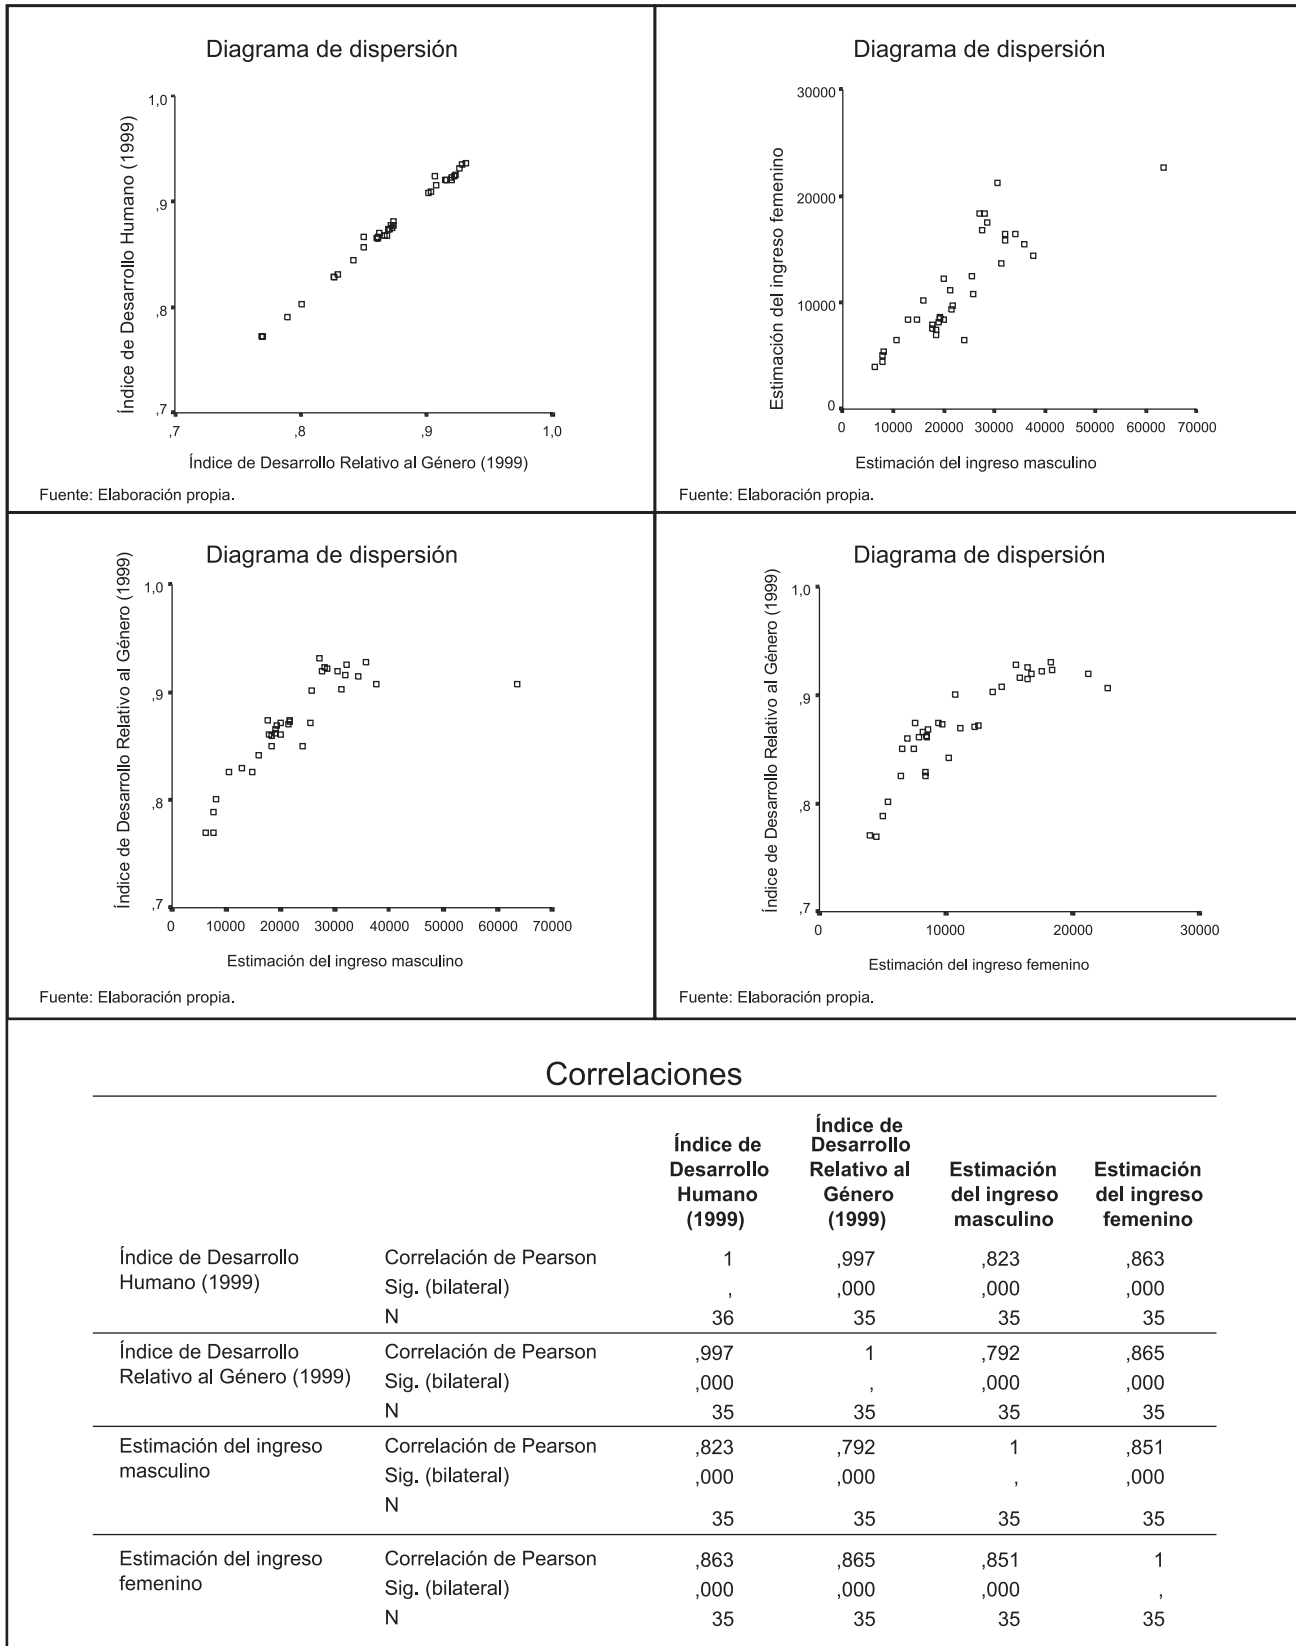 Diagrama de dispersión
Índice de Desarrollo Humano (1999)
1,0
,9
,8
,7
,7 ,8 ,9 1,0
Índice de Desarrollo Relativo al Género (1999)
Fuente: Elaboración propia.
Diagrama de dispersión
Estimación del ingreso femenino
30000
20000
10000
0
0 10000 20000 30000 40000 50000 60000 70000
Estimación del ingreso masculino
Fuente: Elaboración propia.
Diagrama de dispersión
Índice de Desarrollo Relativo al Género (1999)
1,0
,9
,8
,7
0 10000 20000 30000 40000 50000 60000 70000
Estimación del ingreso masculino
Fuente: Elaboración propia.
Diagrama de dispersión
Índice de Desarrollo Relativo al Género (1999)
1,0
,9
,8
,7
0 10000 20000 30000
Estimación del ingreso femenino
Fuente: Elaboración propia.
Correlaciones
Índice de Desarrollo Humano (1999)
Índice de Desarrollo Relativo al Género (1999)
Estimación del ingreso masculino
Estimación del ingreso femenino
Índice de Desarrollo Humano (1999)
Correlación de Pearson 1 ,997 ,823 ,863
Sig. (bilateral) , ,000 ,000 ,000
N 36 35 35 35
Índice de Desarrollo Relativo al Género (1999)
Correlación de Pearson ,997 1 ,792 ,865
Sig. (bilateral) ,000 , ,000 ,000
N 35 35 35 35
Estimación del ingreso masculino
Correlación de Pearson ,823 ,792 1 ,851
Sig. (bilateral) ,000 ,000 , ,000
N 35 35 35 35
Estimación del ingreso femenino
Correlación de Pearson ,863 ,865 ,851 1
Sig. (bilateral) ,000 ,000 ,000 ,
N 35 35 35 35